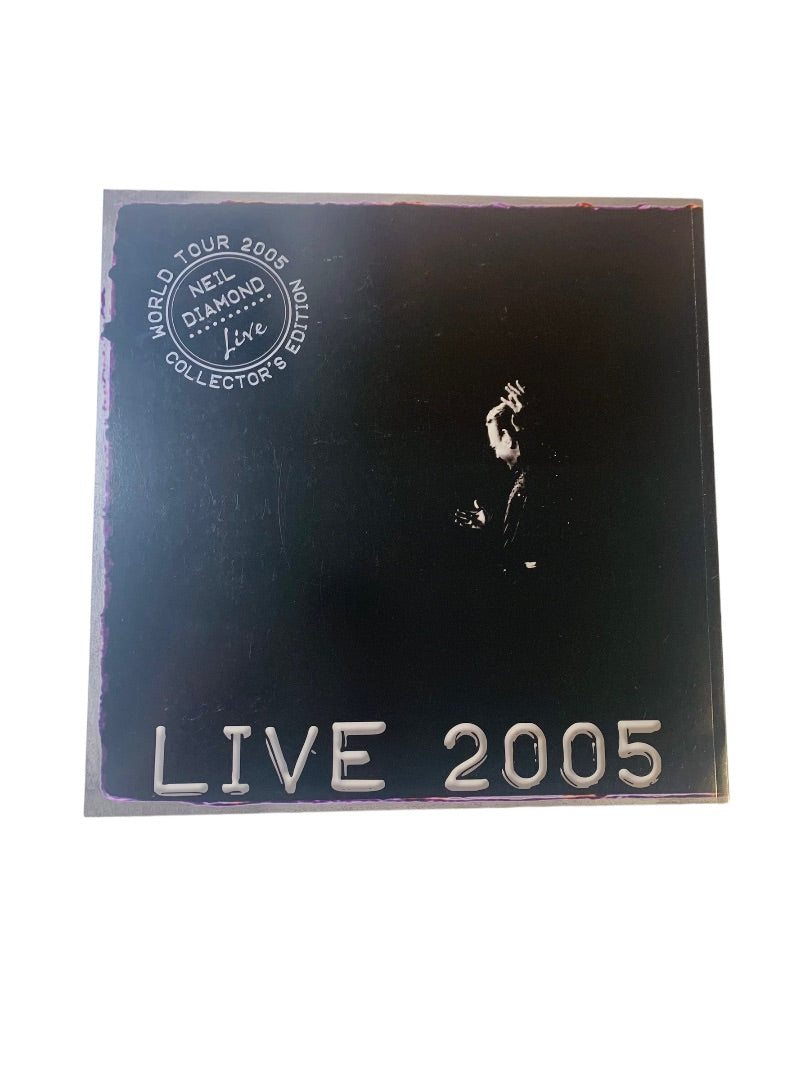 WORLD TOUR 2005
NEIL
DIAMOND
Live
COLLECTOR'S EDITION
LIVE 2005